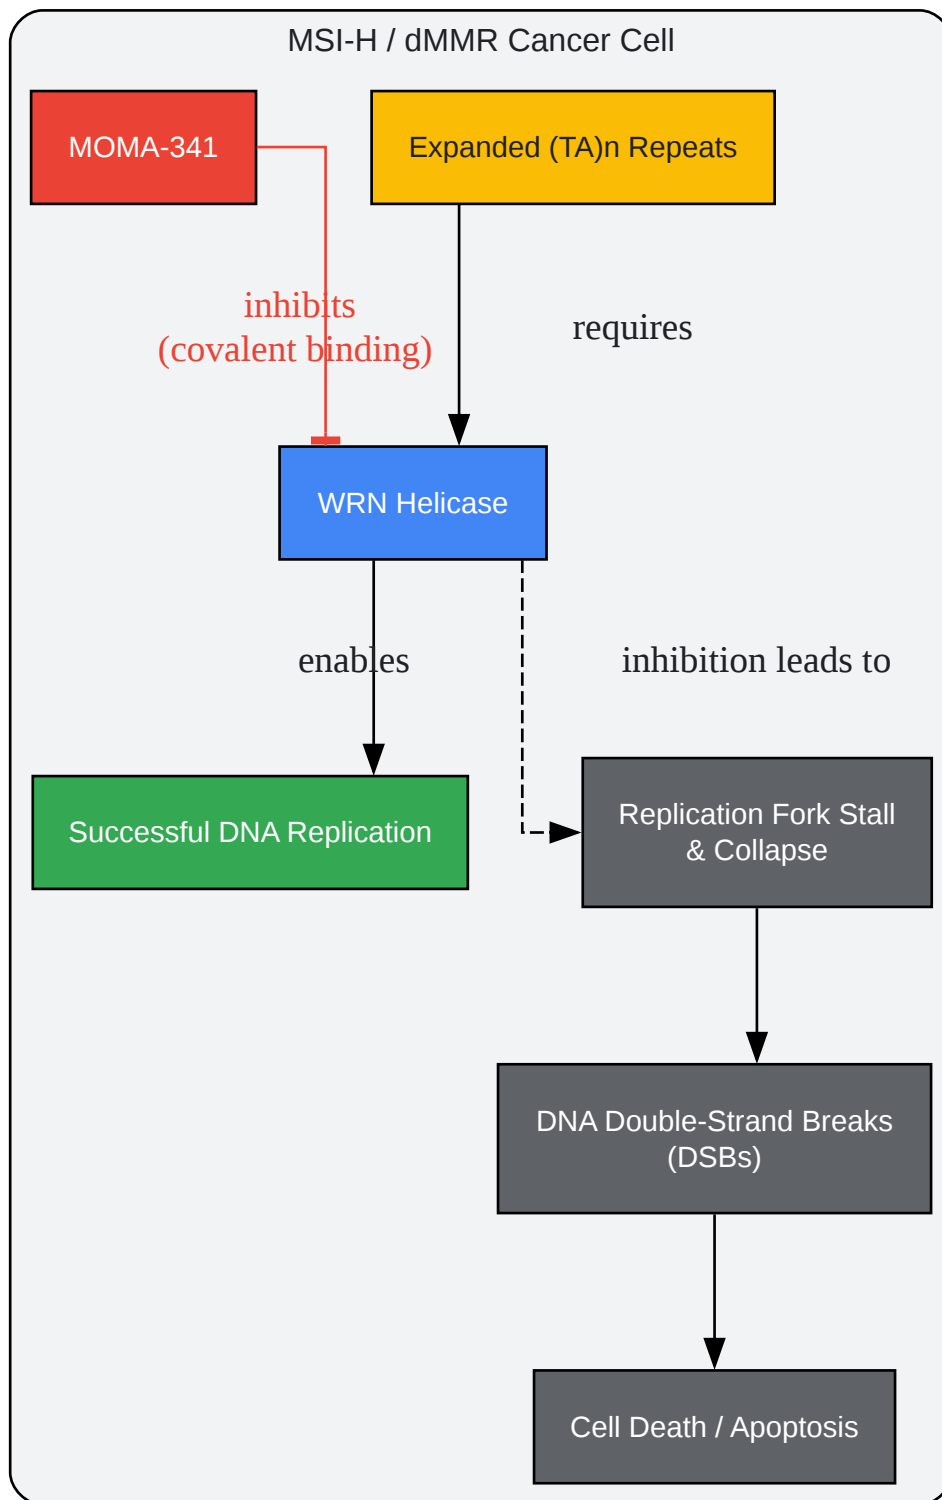 MSI-H / dMMR Cancer Cell
MOMA-341
Expanded (TA)n Repeats
inhibits
(covalent binding)
requires
WRN Helicase
enables
inhibition leads to
Successful DNA Replication
Replication Fork Stall
& Collapse
DNA Double-Strand Breaks
(DSBs)
Cell Death / Apoptosis